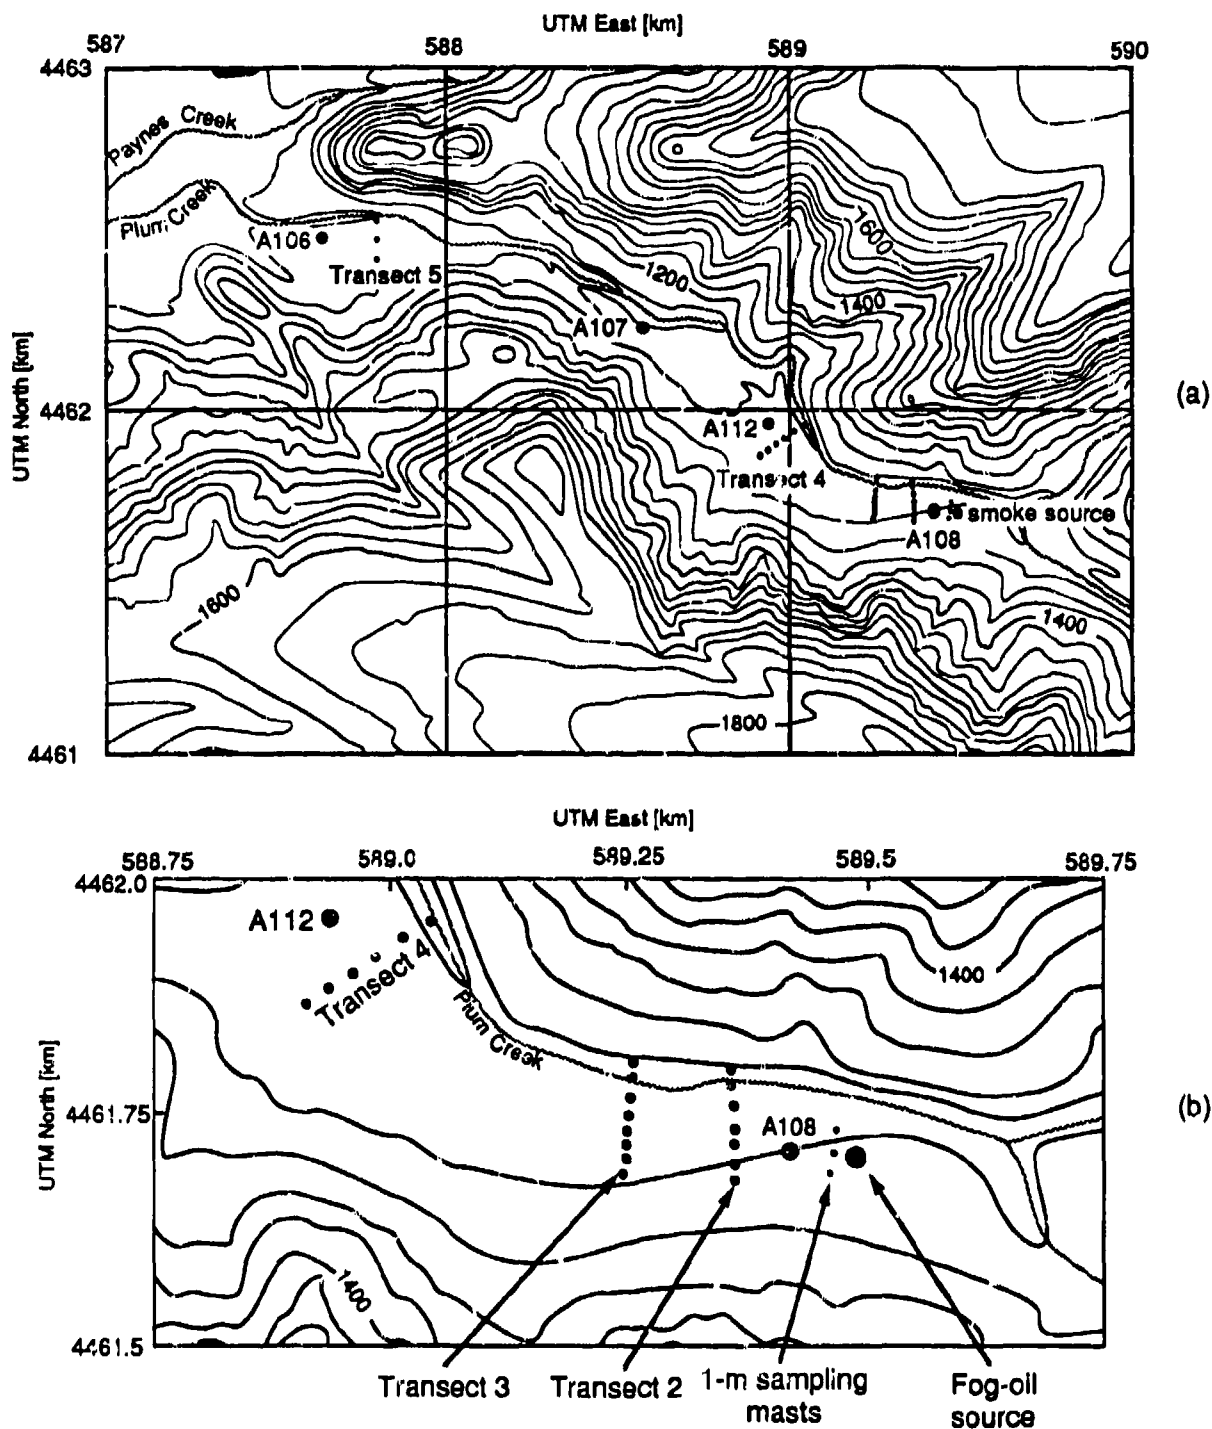 UTM East [km]
587
588
589
590
4463
Paynes Creek
Plum Creek
A106
Transect 5
1200
1600
1400
A107
UTM North [km]
4462
(a)
A112
Transect 4
smoke source
A108
1600
1400
1800
4461
UTM East [km]
588.75
589.0
589.25
589.5
589.75
4462.0
A112
Transect 4
1400
Plum Creek
UTM North [km]
4461.75
A108
(b)
1400
4461.5
Transect 3
Transect 2
1-m sampling
masts
Fog-oil
source